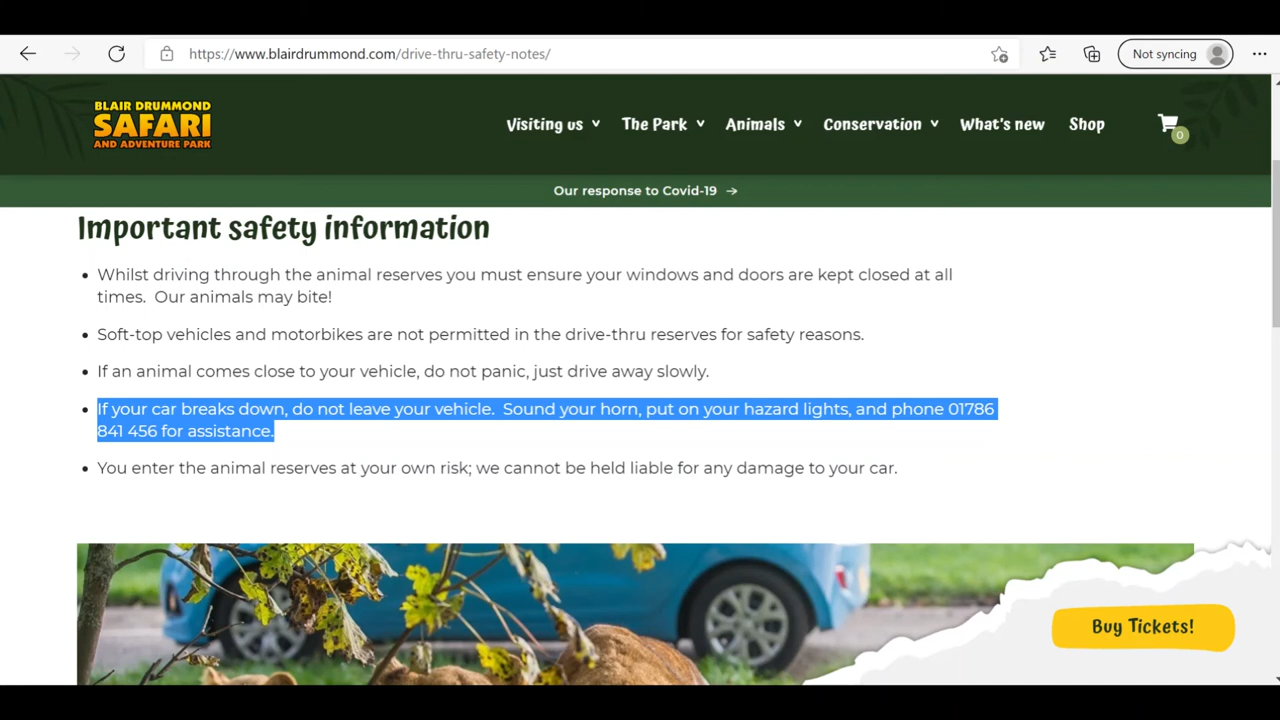 https://www.blairdrummond.com/drive-thru-safety-notes/
Not syncing
BLAIR DRUMMOND
SAFARI
AND ADVENTURE PARK
Visiting us
The Park
Animals
Conservation
What's new
Shop
0
Our response to Covid-19 →
Important safety information
• Whilst driving through the animal reserves you must ensure your windows and doors are kept closed at all
times.  Our animals may bite!
• Soft-top vehicles and motorbikes are not permitted in the drive-thru reserves for safety reasons.
• If an animal comes close to your vehicle, do not panic, just drive away slowly.
• If your car breaks down, do not leave your vehicle.  Sound your horn, put on your hazard lights, and phone 01786
841 456 for assistance.
• You enter the animal reserves at your own risk; we cannot be held liable for any damage to your car.
Buy Tickets!